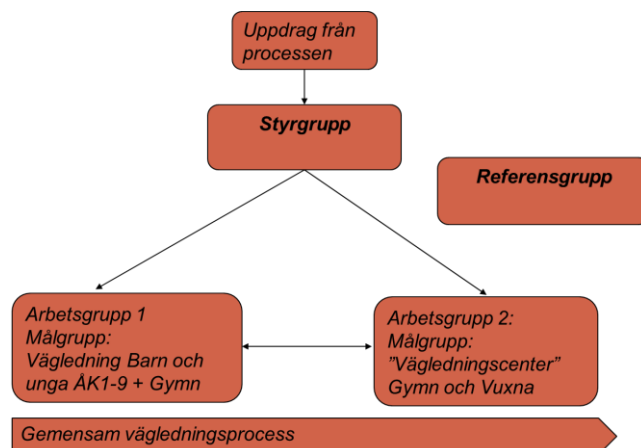 Uppdrag från
processen
Styrgrupp
Referensgrupp
Arbetsgrupp 1
Målgrupp:
Vägledning Barn och
unga ÅK1-9 + Gymn
Arbetsgrupp 2:
Målgrupp:
”Vägledningscenter”
Gymn och Vuxna
Gemensam vägledningsprocess